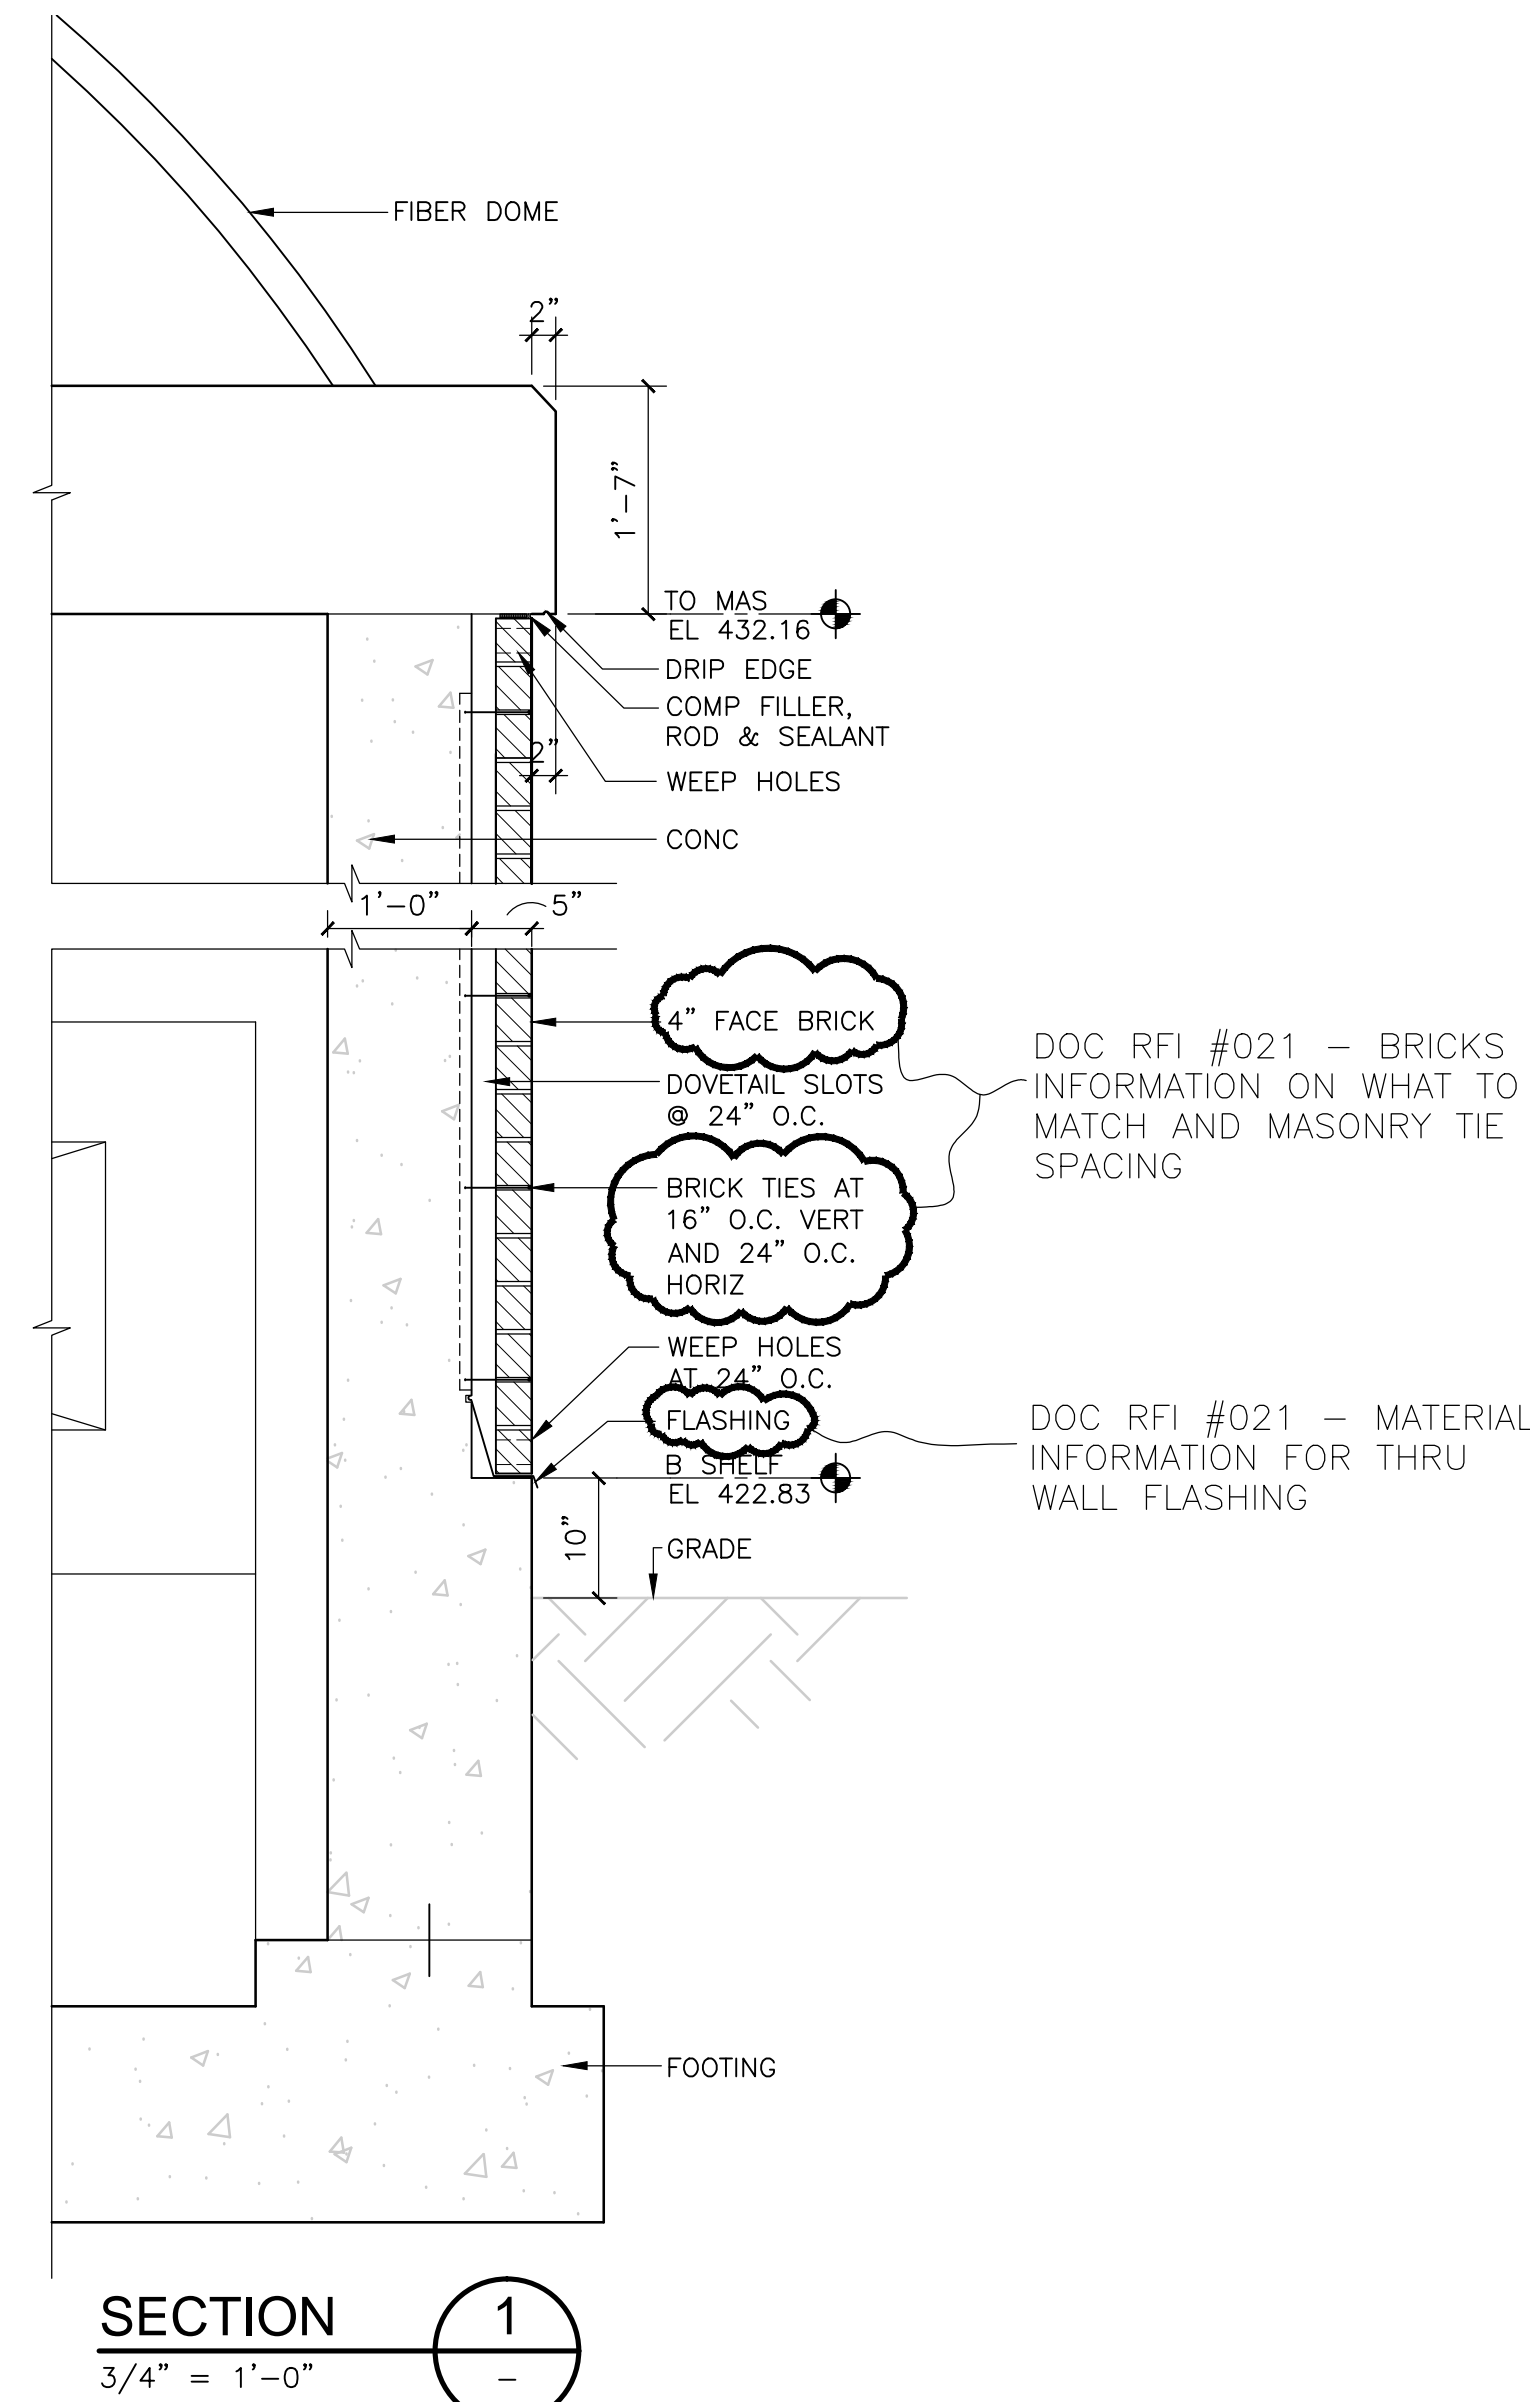 FIBER DOME
2”
1’-7”
TO MAS
EL 432.16
DRIP EDGE
COMP FILLER,
ROD & SEALANT
2”
WEEP HOLES
CONC
1’-0”
5”
4” FACE BRICK
DOVETAIL SLOTS
@ 24” O.C.
DOC RFI #021 – BRICKS
INFORMATION ON WHAT TO
MATCH AND MASONRY TIE
SPACING
BRICK TIES AT
16” O.C. VERT
AND 24” O.C.
HORIZ
WEEP HOLES
AT 24” O.C.
FLASHING
DOC RFI #021 – MATERIAL
INFORMATION FOR THRU
WALL FLASHING
B SHELF
EL 422.83
10”
GRADE
FOOTING
SECTION
1
3/4” = 1’-0”
–